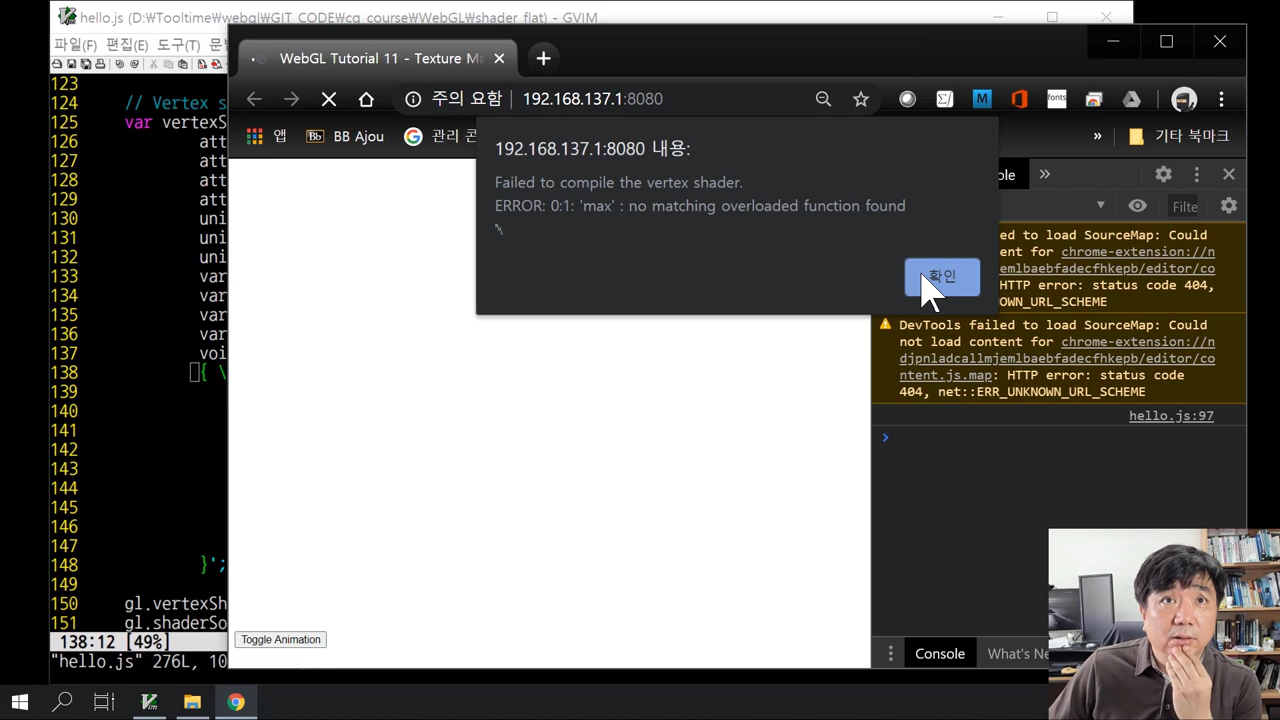 hello.js (D:₩Tooltime₩webgl₩GIT_CODE₩cg_course₩WebGL₩shader_flat) - GVIM
파일(F) 편집(E) 도구(T)
WebGL Tutorial 11 - Texture Ma
주의 요함 192.168.137.1:8080
앱 BB Ajou 관리 콘 » 기타 북마크
192.168.137.1:8080 내용:
Failed to compile the vertex shader.
ERROR: 0:1: 'max' : no matching overloaded function found
확인
123
124 // Vertex s
125 var vertexS
126 att
127 att
128 att
129 att
130 uni
131 uni
132 uni
133 var
134 var
135 var
136 var
137 voi
138 { \
139
140
141
142
143
144
145
146
147
148 }';
149
150 gl.vertexSh
151 gl.shaderSo
138:12 [49%]
"hello.js" 276L, 10
Toggle Animation
Filte
ed to load SourceMap: Could
ent for chrome-extension://n
emlbaebfadecfhkepb/editor/co
HTTP error: status code 404,
NOWN_URL_SCHEME
DevTools failed to load SourceMap: Could
not load content for chrome-extension://n
djpnladcallmjemlbaebfadecfhkepb/editor/co
ntent.js.map: HTTP error: status code
404, net::ERR_UNKNOWN_URL_SCHEME
hello.js:97
Console What's Ne